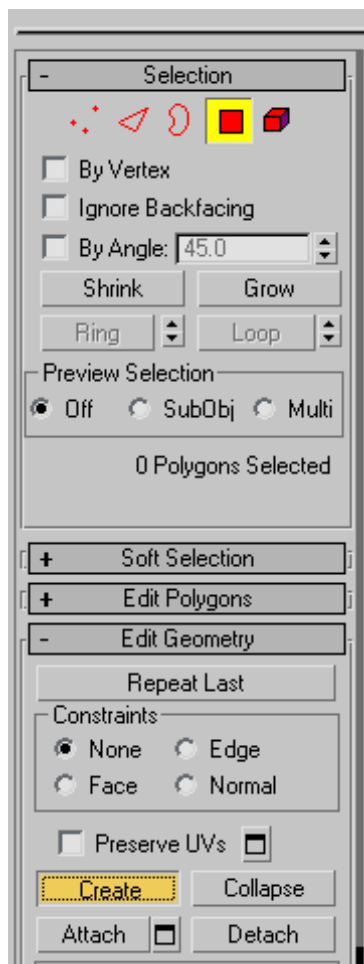 - Selection
By Vertex
Ignore Backfacing
By Angle: 45.0
Shrink Grow
Ring Loop
Preview Selection
Off SubObj Multi
0 Polygons Selected
+ Soft Selection
+ Edit Polygons
- Edit Geometry
Repeat Last
Constraints
None Edge
Face Normal
Preserve UVs
Create Collapse
Attach Detach